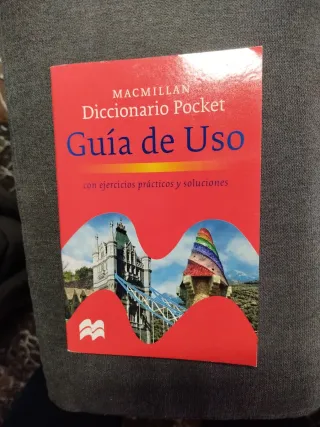 MACMILLAN
Diccionario Pocket
Guía de Uso
con ejercicios prácticos y soluciones